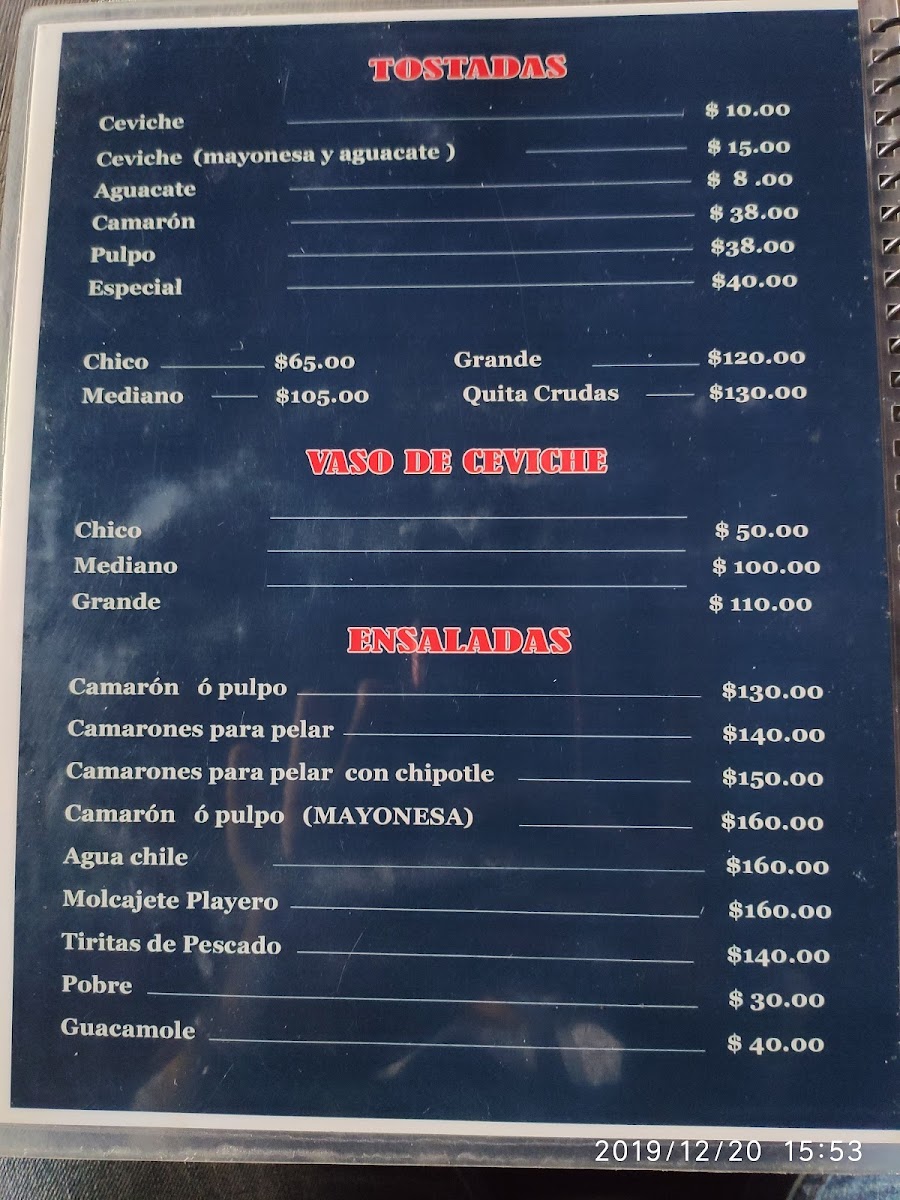 TOSTADAS
Ceviche $ 10.00
Ceviche (mayonesa y aguacate ) $ 15.00
Aguacate $ 8 .00
Camarón $ 38.00
Pulpo $38.00
Especial $40.00
Chico $65.00 Grande $120.00
Mediano $105.00 Quita Crudas $130.00
VASO DE CEVICHE
Chico $ 50.00
Mediano $ 100.00
Grande $ 110.00
ENSALADAS
Camarón ó pulpo $130.00
Camarones para pelar $140.00
Camarones para pelar con chipotle $150.00
Camarón ó pulpo (MAYONESA) $160.00
Agua chile $160.00
Molcajete Playero $160.00
Tiritas de Pescado $140.00
Pobre $ 30.00
Guacamole $ 40.00
2019/12/20 15:53